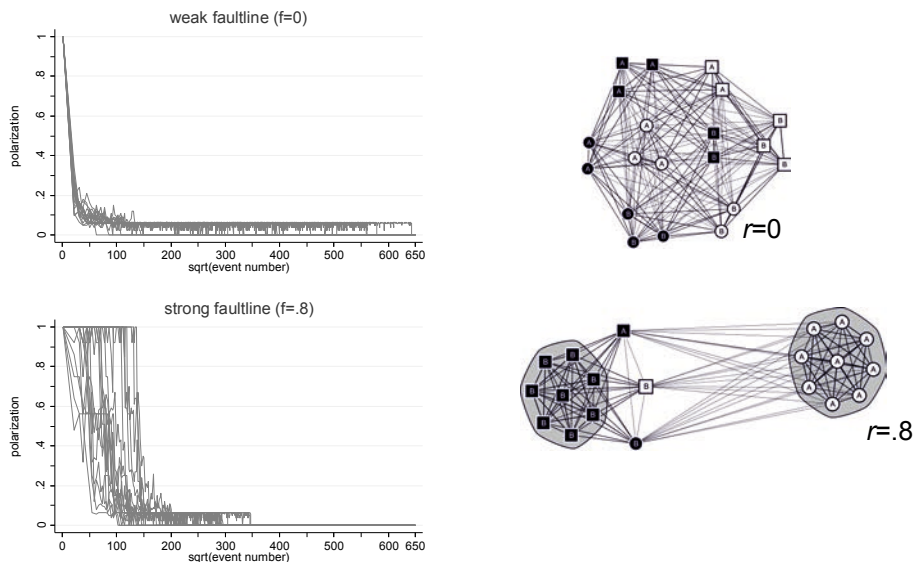 weak faultline (f=0)
1
.8
.6
.4
.2
0
polarization
0 100 200 300 400 500 600 650
sqrt(event number)
A A A
A A
A B
A B
A B
A A B
A
B B
B B B
r=0
strong faultline (f=.8)
1
.8
.6
.4
.2
0
polarization
0 100 200 300 400 500 600 650
sqrt(event number)
A
B B
B B B
B B
B B
B
B
A
A A
A A A
A A
A
r=.8